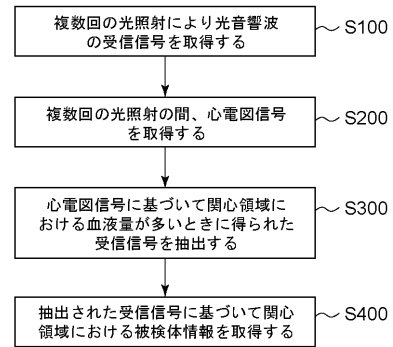 複数回の光照射により光音響波
の受信信号を取得する
S100
複数回の光照射の間、心電図信号
を取得する
S200
心電図信号に基づいて関心領域に
おける血液量が多いときに得られた
受信信号を抽出する
S300
抽出された受信信号に基づいて関心
領域における被検体情報を取得する
S400